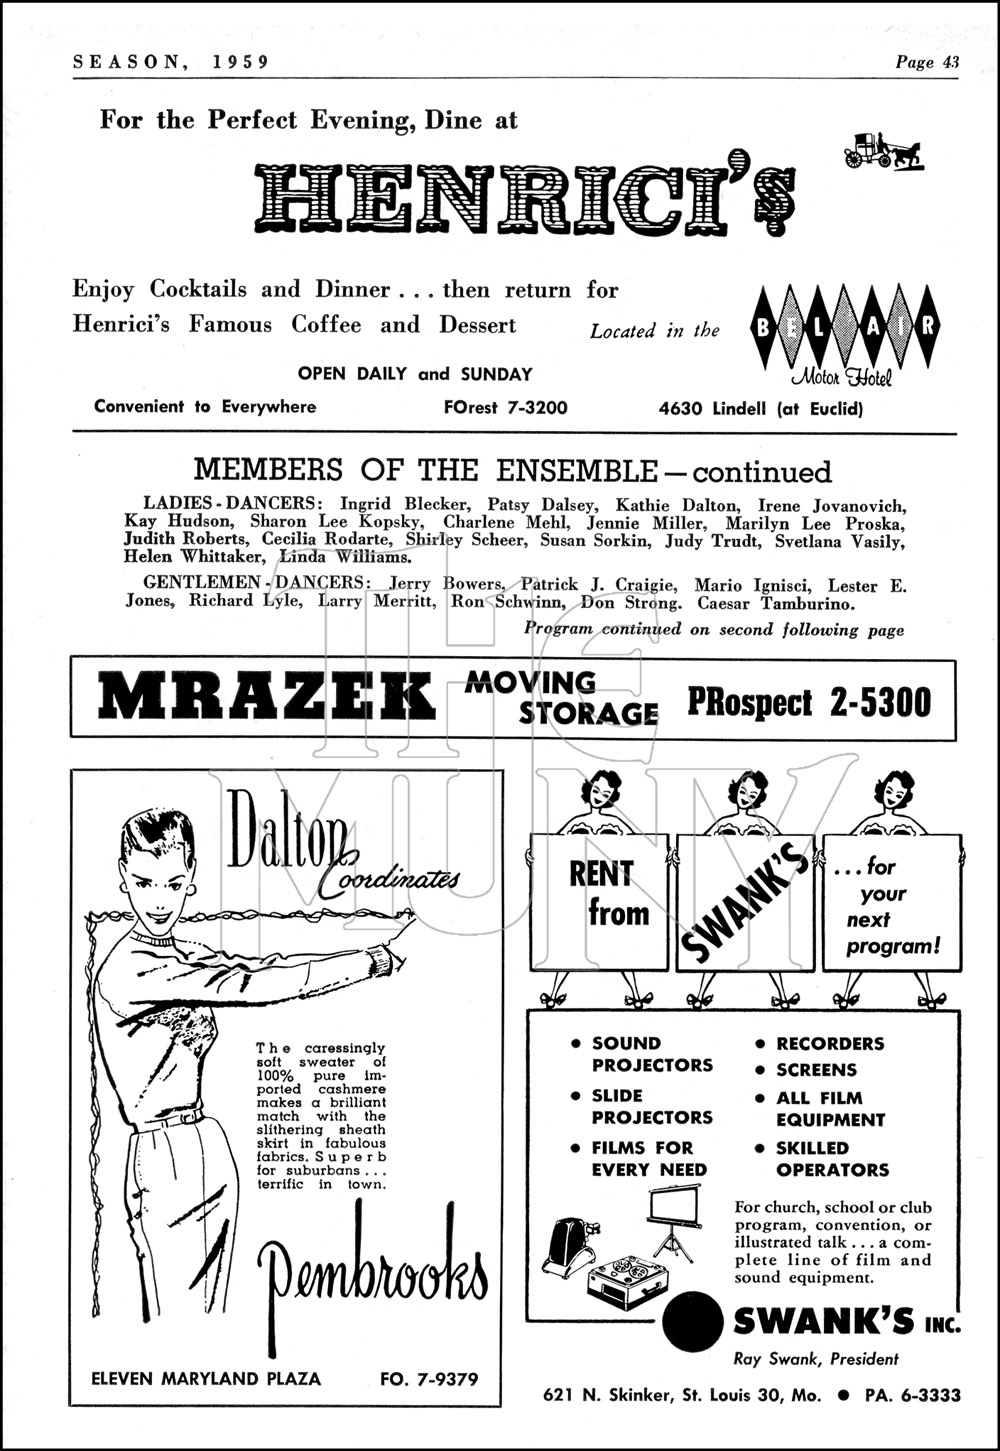 SEASON, 1959
Page 43
For the Perfect Evening, Dine at
HENRICI'S
Enjoy Cocktails and Dinner . . . then return for
Henrici's Famous Coffee and Dessert
Located in the
BEL AIR
Motor Hotel
OPEN DAILY and SUNDAY
Convenient to Everywhere
FOrest 7-3200
4630 Lindell (at Euclid)
MEMBERS OF THE ENSEMBLE — continued
LADIES - DANCERS: Ingrid Blecker, Patsy Dalsey, Kathie Dalton, Irene Jovanovich,
Kay Hudson, Sharon Lee Kopsky, Charlene Mehl, Jennie Miller, Marilyn Lee Proska,
Judith Roberts, Cecilia Rodarte, Shirley Scheer, Susan Sorkin, Judy Trudt, Svetlana Vasily,
Helen Whittaker, Linda Williams.
GENTLEMEN - DANCERS: Jerry Bowers, Patrick J. Craigie, Mario Ignisci, Lester E.
Jones, Richard Lyle, Larry Merritt, Ron Schwinn, Don Strong. Caesar Tamburino.
Program continued on second following page
THE
MUNY
MRAZEK
MOVING
STORAGE
PRospect 2-5300
Dalton
Coordinates
The caressingly
soft sweater of
100% pure im-
ported cashmere
makes a brilliant
match with the
slithering sheath
skirt in fabulous
fabrics. Superb
for suburbans . . .
terrific in town.
Pembrooks
ELEVEN MARYLAND PLAZA
FO. 7-9379
RENT
from
SWANK'S
. . . for
your
next
program!
• SOUND
PROJECTORS
• SLIDE
PROJECTORS
• FILMS FOR
EVERY NEED
• RECORDERS
• SCREENS
• ALL FILM
EQUIPMENT
• SKILLED
OPERATORS
For church, school or club
program, convention, or
illustrated talk . . . a com-
plete line of film and
sound equipment.
SWANK'S INC.
Ray Swank, President
621 N. Skinker, St. Louis 30, Mo. • PA. 6-3333